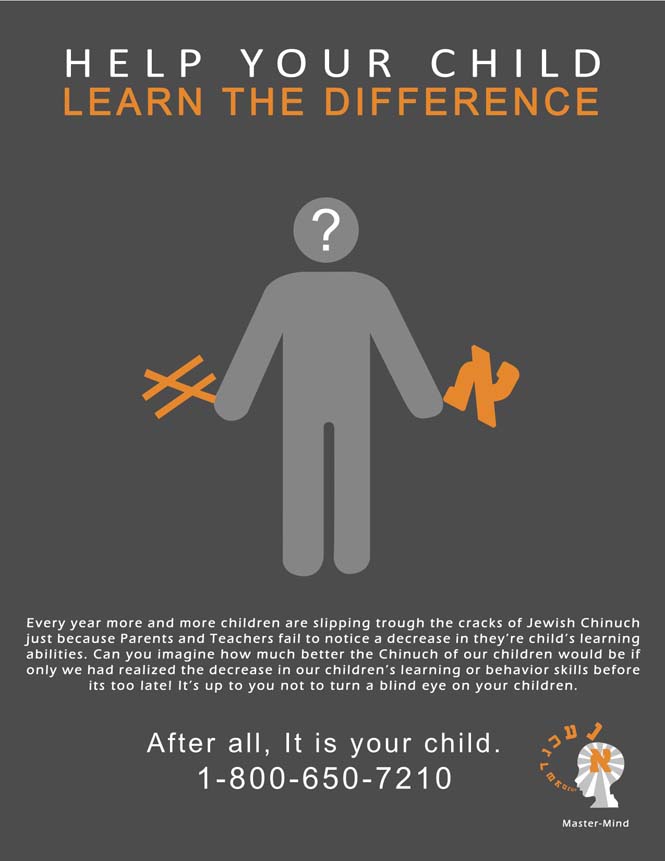 HELP YOUR CHILD
LEARN THE DIFFERENCE
?
א
Every year more and more children are slipping trough the cracks of Jewish Chinuch
just because Parents and Teachers fail to notice a decrease in they're child's learning
abilities. Can you imagine how much better the Chinuch of our children would be if
only we had realized the decrease in our children's learning or behavior skills before
its too late! It's up to you not to turn a blind eye on your children.
After all, It is your child.
1-800-650-7210
א
Master-Mind